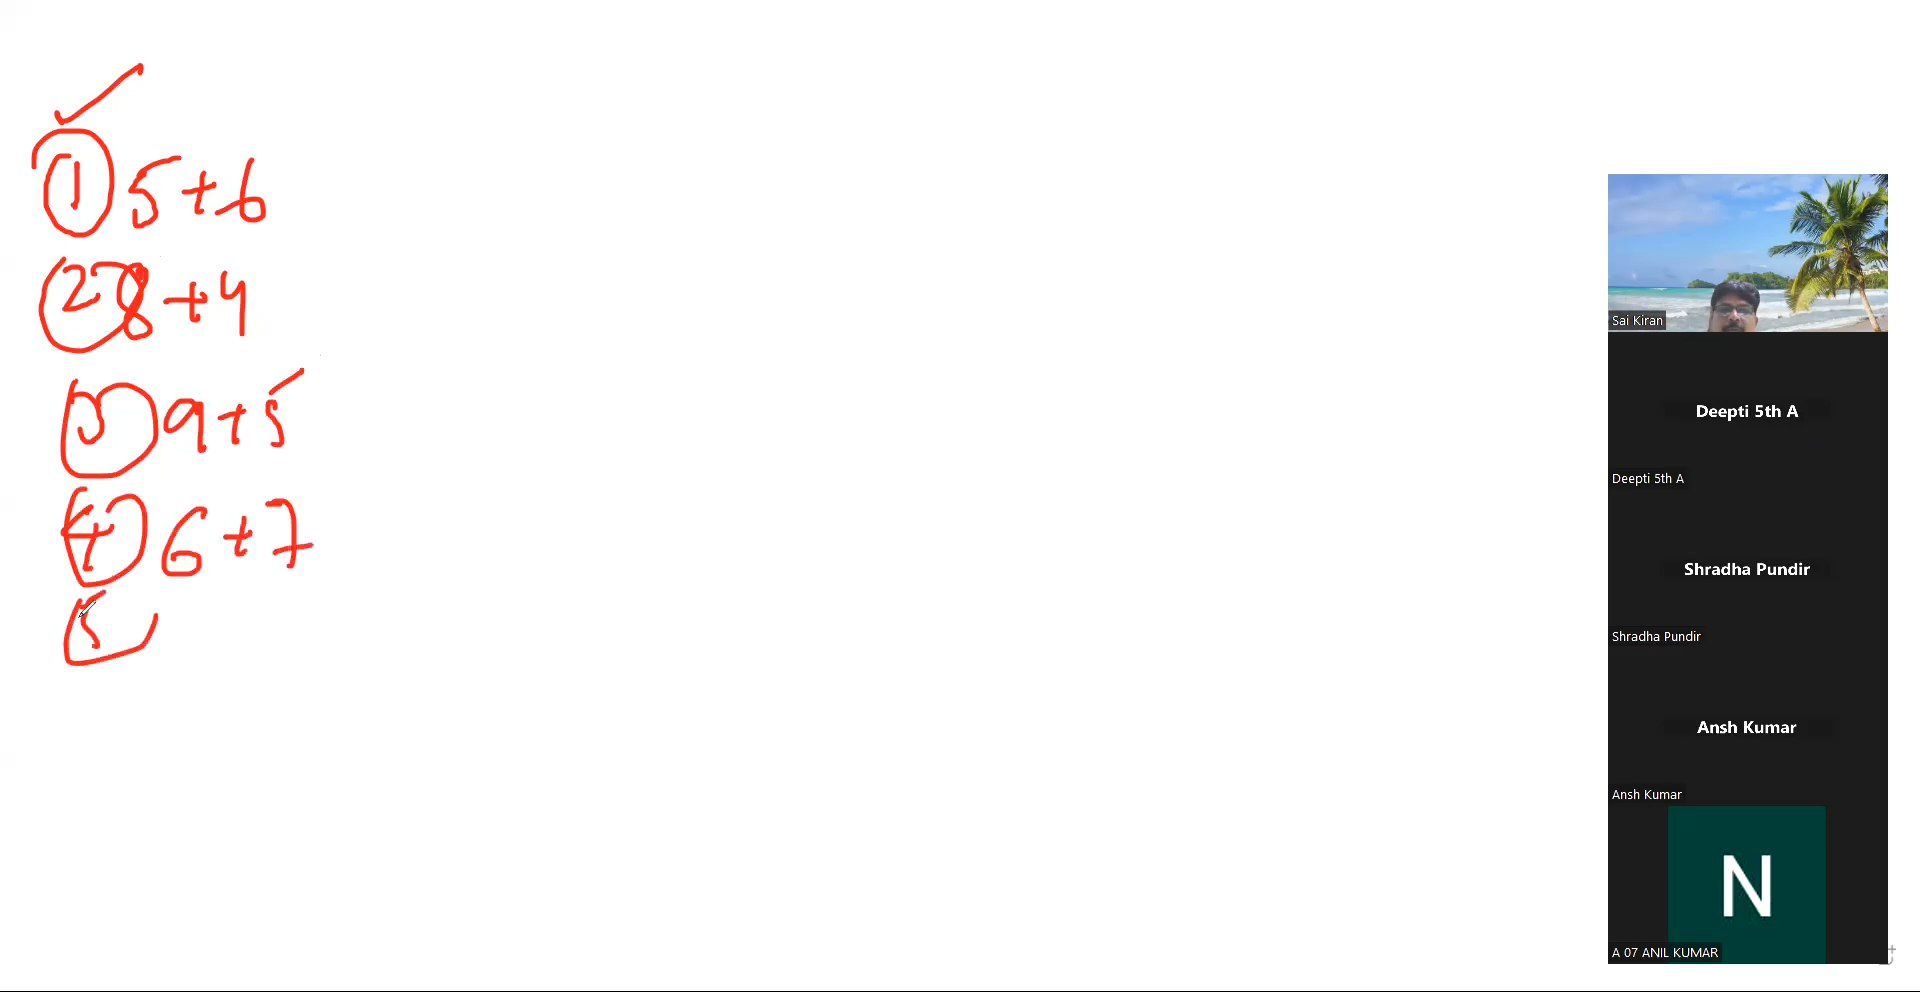 ① 5+6
② 8+4
③ 9+5
④ 6+7
⑤
Sai Kiran
Deepti 5th A
Deepti 5th A
Shradha Pundir
Shradha Pundir
Ansh Kumar
Ansh Kumar
N
A 07 ANIL KUMAR